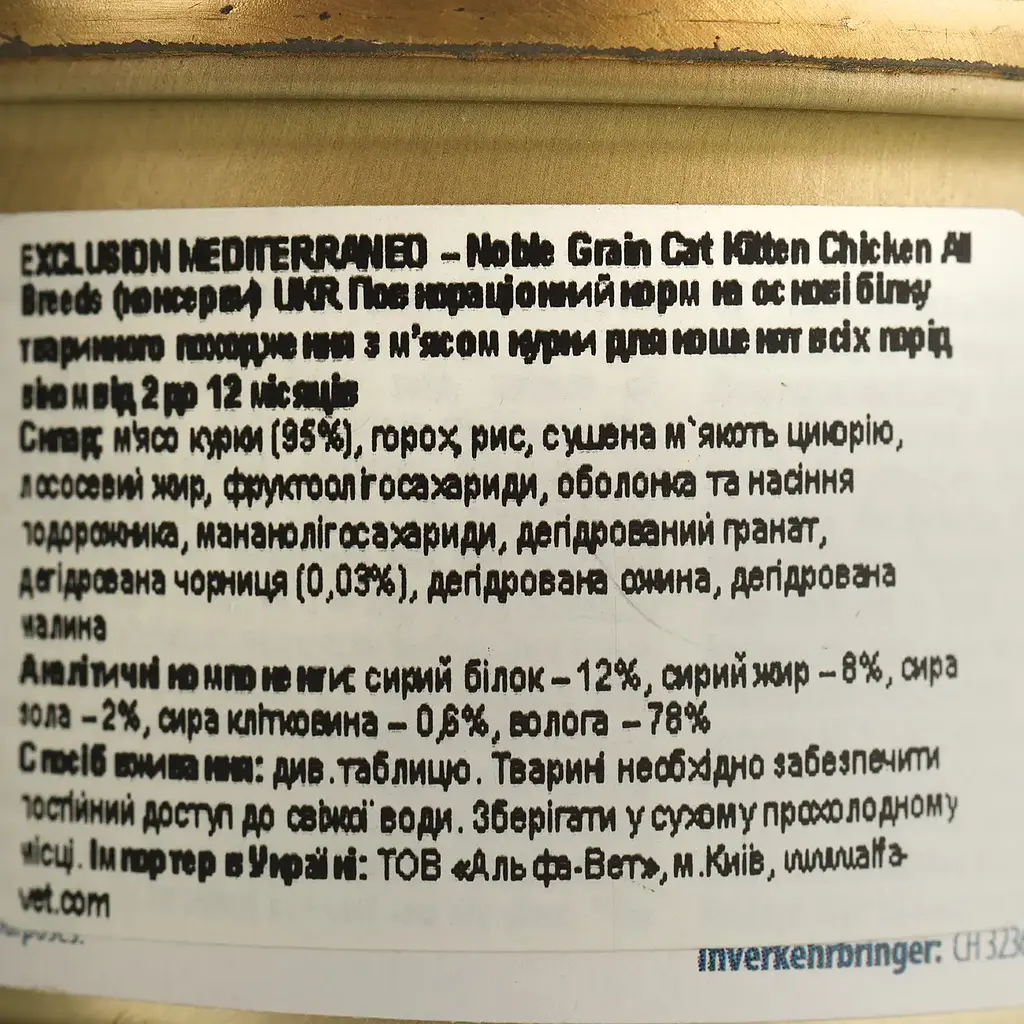 EXCLUSION MEDITERRANEO – Noble Grain Cat Kitten Chicken All
Breeds (консерви) UKR Повнораціонний корм на основі білку
тваринного походження з м’ясом курки для кошенят всіх порід
віком від 2 до 12 місяців
Склад: м'ясо курки (95%), горох, рис, сушена м`якоть цикорію,
лососевий жир, фруктоолігосахариди, оболонка та насіння
подорожника, мананолігосахариди, дегідрований гранат,
дегідрована чорниця (0,03%), дегідрована ожина, дегідрована
малина
Аналітичні компоненти: сирий білок – 12%, сирий жир – 8%, сира
зола – 2%, сира клітковина – 0,6%, волога – 78%
Спосіб вживання: див.таблицю. Тварині необхідно забезпечити
постійний доступ до свіжої води. Зберігати у сухому прохолодному
місці. Імпортер в Україні: ТОВ «Альфа-Вет», м.Київ, www.alfa-
vet.com
Inverkehrbringer: CH 323